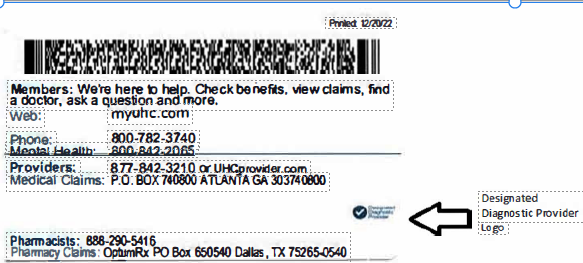 Printed: 12/20/22
Members: We're here to help. Check benefits, view claims, find
a doctor, ask a question and more.
Web: myuhc.com
Phone: 800-782-3740
Mental Health: 800-842-2065
Providers: 877-842-3210 or UHCprovider.com
Medical Claims: P.O. BOX 740800 ATLANTA GA 303740800
Designated
Diagnostic
Provider
Designated
Diagnostic Provider
Logo
Pharmacists: 888-290-5416
Pharmacy Claims: OptumRx PO Box 650540 Dallas, TX 75265-0540